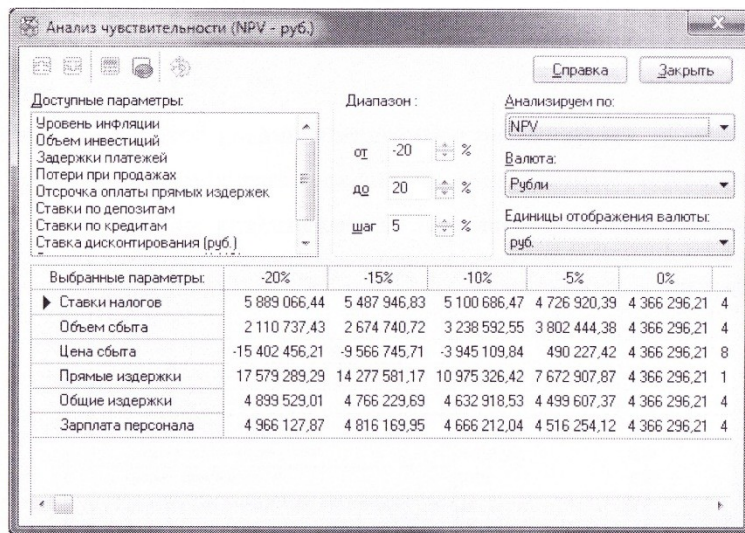 Анализ чувствительности (NPV - руб.)
Справка
Закрыть
Доступные параметры:
Уровень инфляции
Объем инвестиций
Задержки платежей
Потери при продажах
Отсрочка оплаты прямых издержек
Ставки по депозитам
Ставки по кредитам
Ставка дисконтирования (руб.)
Диапазон :
от -20 %
до 20 %
шаг 5 %
Анализируем по:
NPV
Валюта:
Рубли
Единицы отображения валюты:
руб.
Выбранные параметры: -20% -15% -10% -5% 0%
Ставки налогов 5 889 066,44 5 487 946,83 5 100 686,47 4 726 920,39 4 366 296,21 4
Объем сбыта 2 110 737,43 2 674 740,72 3 238 592,55 3 802 444,38 4 366 296,21 4
Цена сбыта -15 402 456,21 -9 566 745,71 -3 945 109,84 490 227,42 4 366 296,21 8
Прямые издержки 17 579 289,29 14 277 581,17 10 975 326,42 7 672 907,87 4 366 296,21 1
Общие издержки 4 899 529,01 4 766 229,69 4 632 918,53 4 499 607,37 4 366 296,21 4
Зарплата персонала 4 966 127,87 4 816 169,95 4 666 212,04 4 516 254,12 4 366 296,21 4